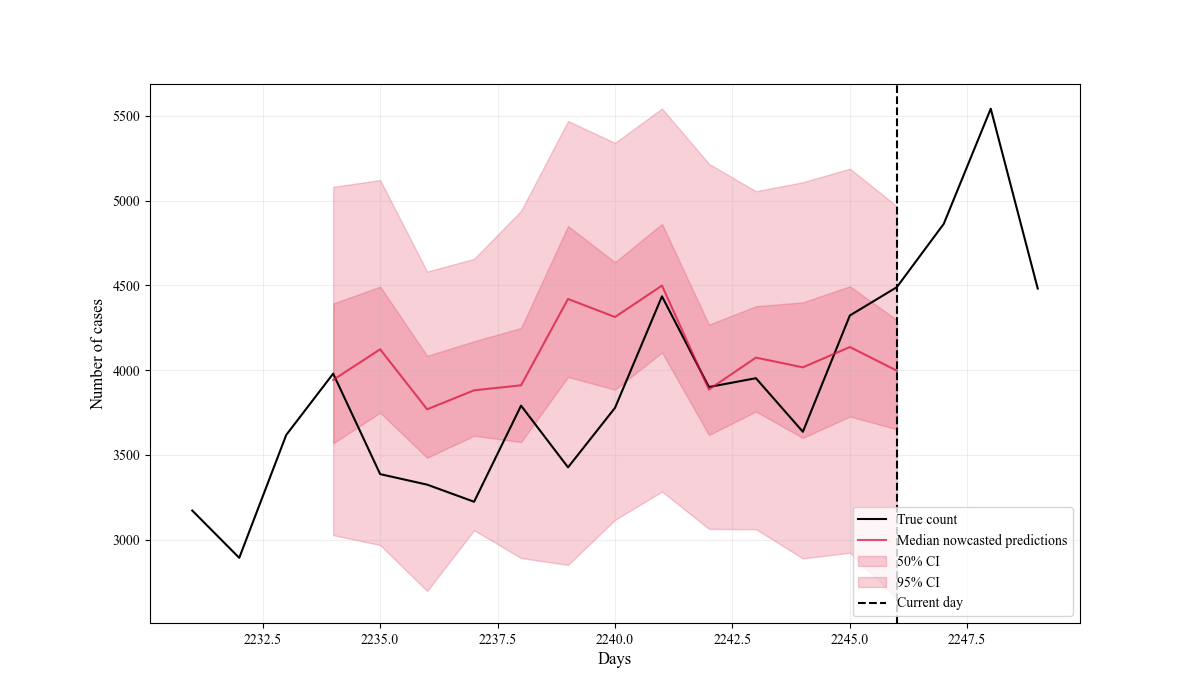 5500
5000
4500
4000
3500
3000
Number of cases
2232.5 2235.0 2237.5 2240.0 2242.5 2245.0 2247.5
Days
True count
Median nowcasted predictions
50% CI
95% CI
Current day